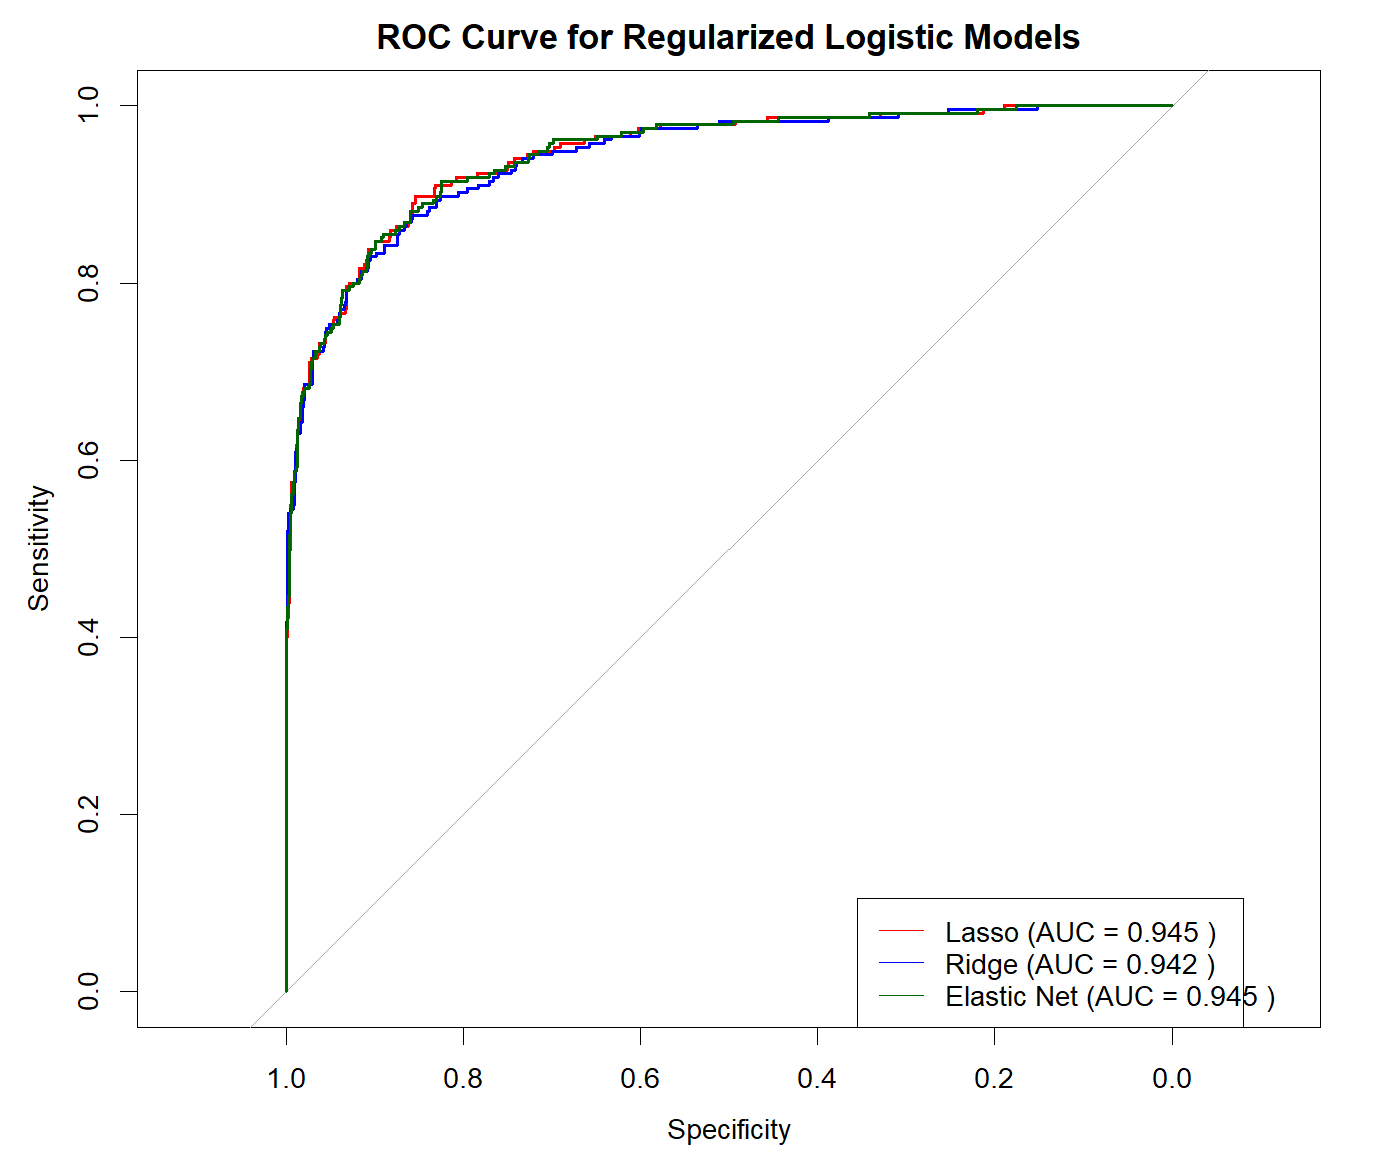 ROC Curve for Regularized Logistic Models
1.0
0.8
0.6
0.4
0.2
0.0
Sensitivity
Lasso (AUC = 0.945 )
Ridge (AUC = 0.942 )
Elastic Net (AUC = 0.945 )
1.0 0.8 0.6 0.4 0.2 0.0
Specificity